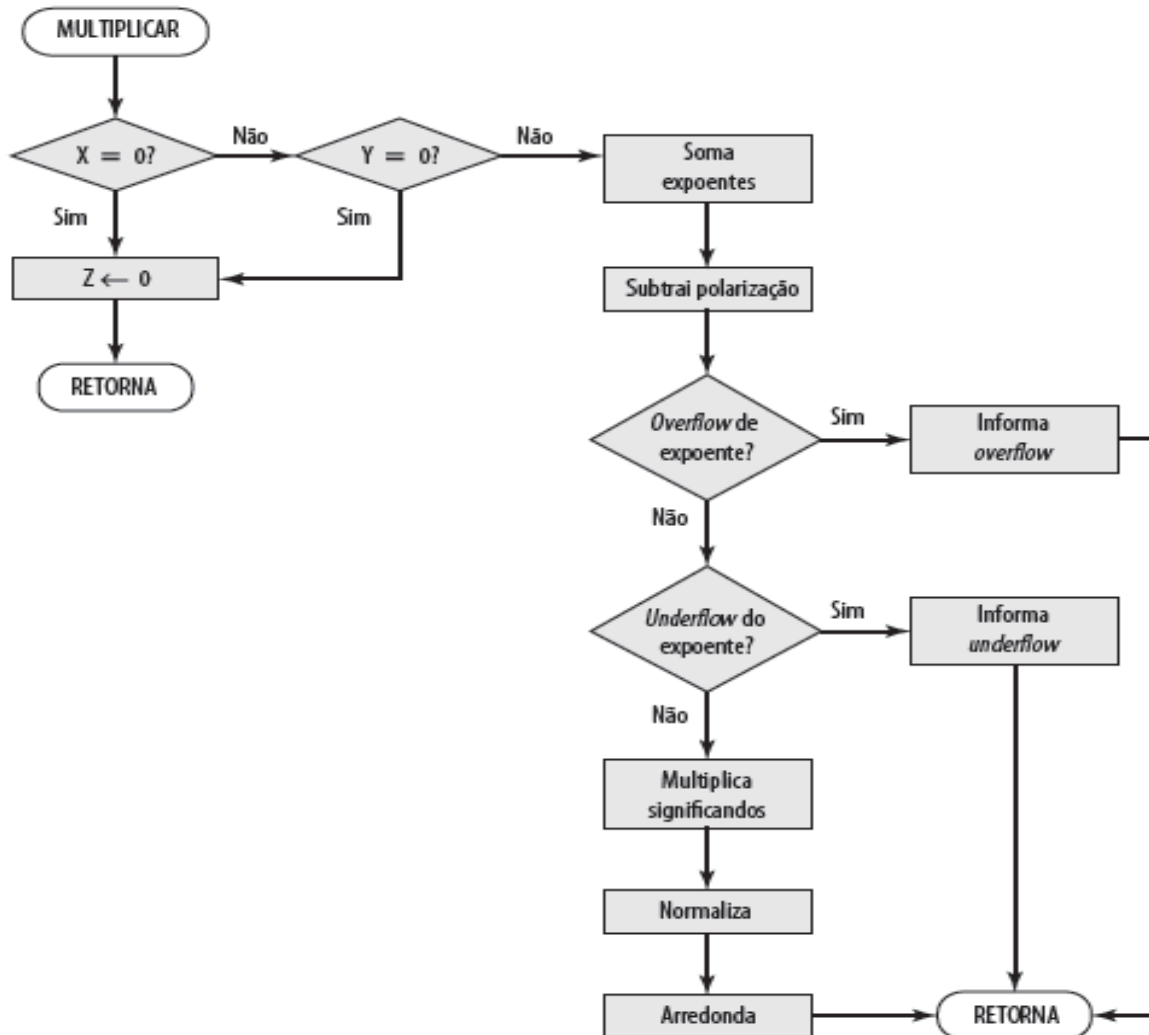 MULTIPLICAR
X = 0?
Não
Y = 0?
Não
Soma
expoentes
Sim
Sim
Z ← 0
Subtrai polarização
RETORNA
Overflow de
expoente?
Sim
Informa
overflow
Não
Underflow do
expoente?
Sim
Informa
underflow
Não
Multiplica
significandos
Normaliza
Arredonda
RETORNA